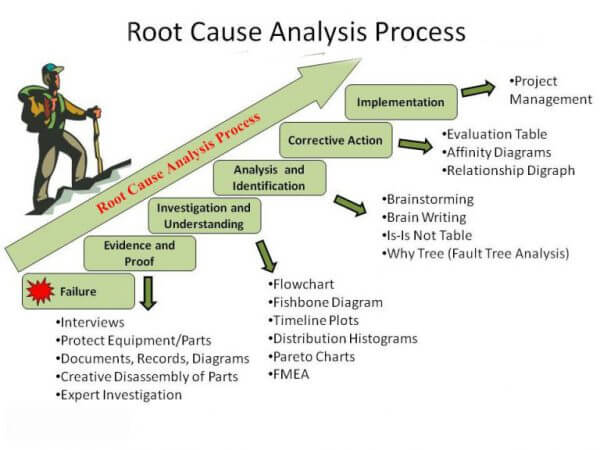 Root Cause Analysis Process
Root Cause Analysis Process
Implementation
•Project
Management
Corrective Action
•Evaluation Table
•Affinity Diagrams
•Relationship Digraph
Analysis and
Identification
•Brainstorming
•Brain Writing
•Is-Is Not Table
•Why Tree (Fault Tree Analysis)
Investigation and
Understanding
•Flowchart
•Fishbone Diagram
•Timeline Plots
•Distribution Histograms
•Pareto Charts
•FMEA
Evidence and
Proof
•Interviews
•Protect Equipment/Parts
•Documents, Records, Diagrams
•Creative Disassembly of Parts
•Expert Investigation
Failure